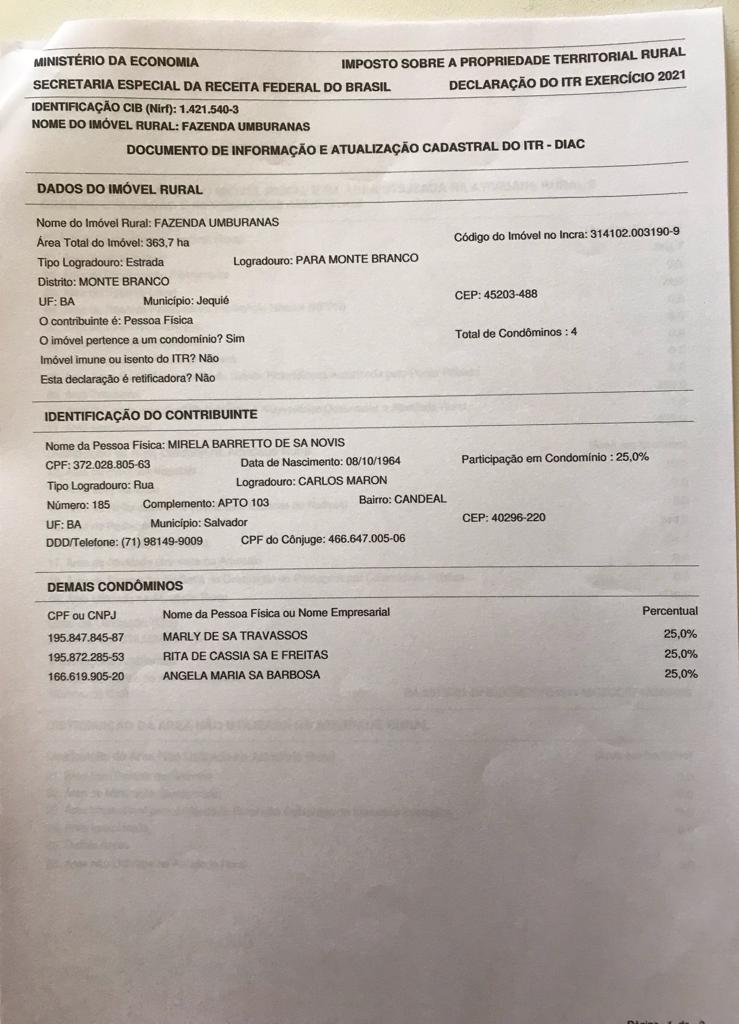 MINISTÉRIO DA ECONOMIA IMPOSTO SOBRE A PROPRIEDADE TERRITORIAL RURAL
SECRETARIA ESPECIAL DA RECEITA FEDERAL DO BRASIL DECLARAÇÃO DO ITR EXERCÍCIO 2021
IDENTIFICAÇÃO CIB (Nirf): 1.421.540-3
NOME DO IMÓVEL RURAL: FAZENDA UMBURANAS
DOCUMENTO DE INFORMAÇÃO E ATUALIZAÇÃO CADASTRAL DO ITR - DIAC
DADOS DO IMÓVEL RURAL
Nome do Imóvel Rural: FAZENDA UMBURANAS
Área Total do Imóvel: 363,7 ha Código do Imóvel no Incra: 314102.003190-9
Tipo Logradouro: Estrada Logradouro: PARA MONTE BRANCO
Distrito: MONTE BRANCO
UF: BA Município: Jequié CEP: 45203-488
O contribuinte é: Pessoa Física
O imóvel pertence a um condomínio? Sim Total de Condôminos : 4
Imóvel imune ou isento do ITR? Não
Esta declaração é retificadora? Não
IDENTIFICAÇÃO DO CONTRIBUINTE
Nome da Pessoa Física: MIRELA BARRETTO DE SA NOVIS
CPF: 372.028.805-63 Data de Nascimento: 08/10/1964 Participação em Condomínio : 25,0%
Tipo Logradouro: Rua Logradouro: CARLOS MARON
Número: 185 Complemento: APTO 103 Bairro: CANDEAL
UF: BA Município: Salvador CEP: 40296-220
DDD/Telefone: (71) 98149-9009 CPF do Cônjuge: 466.647.005-06
DEMAIS CONDÔMINOS
CPF ou CNPJ Nome da Pessoa Física ou Nome Empresarial Percentual
195.847.845-87 MARLY DE SA TRAVASSOS 25,0%
195.872.285-53 RITA DE CASSIA SA E FREITAS 25,0%
166.619.905-20 ANGELA MARIA SA BARBOSA 25,0%